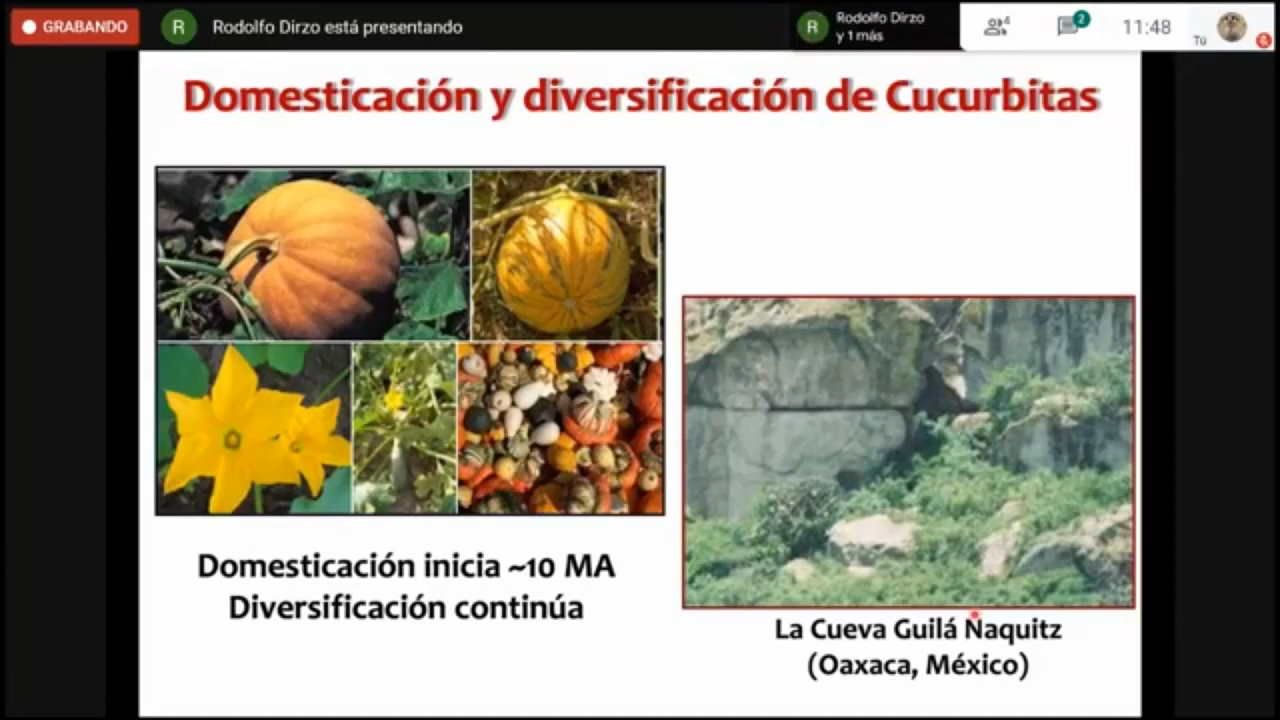 GRABANDO
R
Rodolfo Dirzo está presentando
R
Rodolfo Dirzo
y 1 más
4
2
11:48
Tú
Domesticación y diversificación de Cucurbitas
Domesticación inicia ~10 MA
Diversificación continúa
La Cueva Guilá Naquitz
(Oaxaca, México)